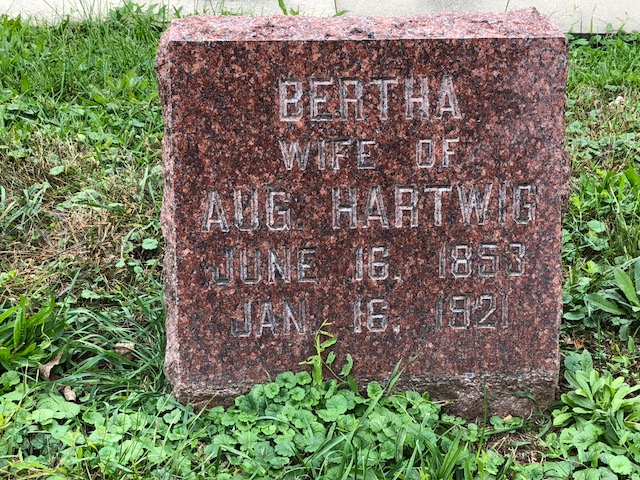 BERTHA
WIFE OF
AUG. HARTWIG
JUNE 16. 1853
JAN. 16. 1921